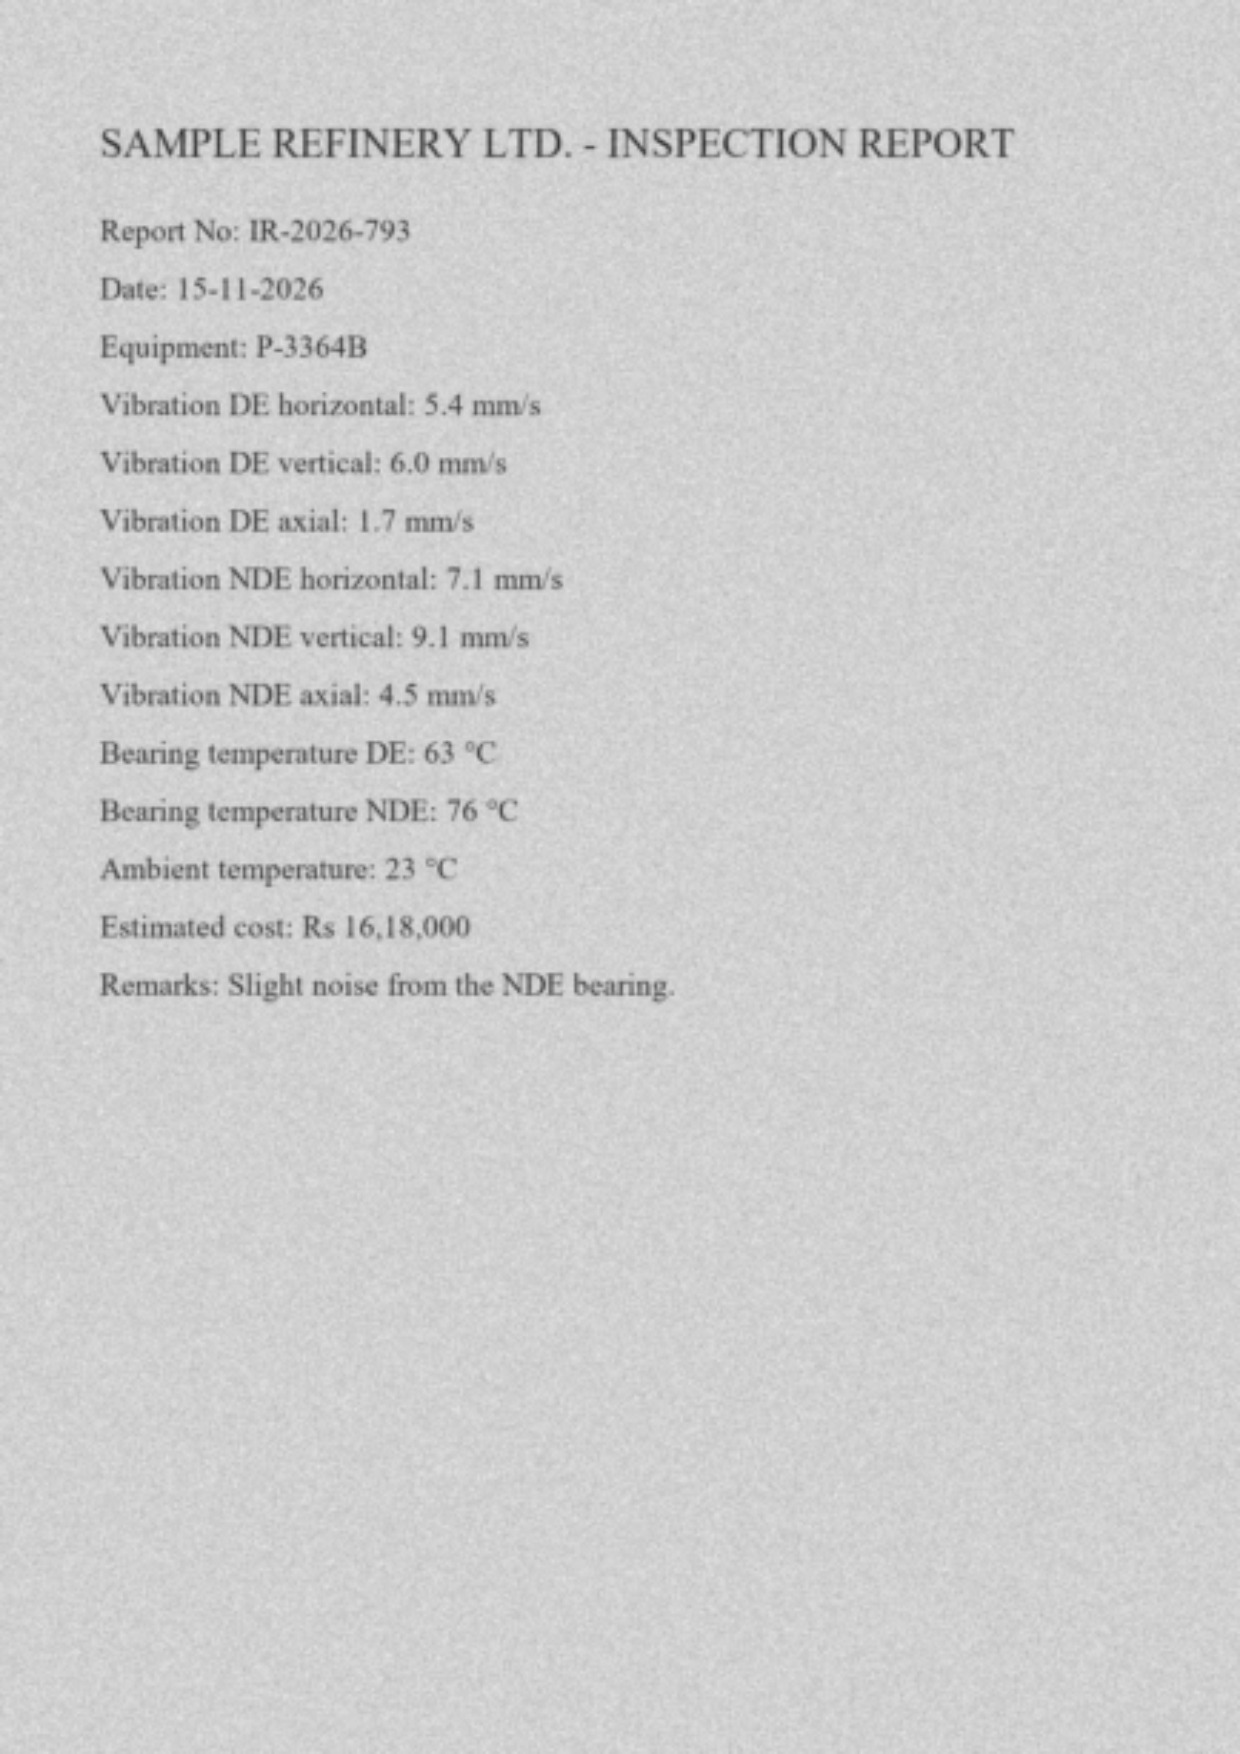 SAMPLE REFINERY LTD. - INSPECTION REPORT
Report No: IR-2026-793
Date: 15-11-2026
Equipment: P-3364B
Vibration DE horizontal: 5.4 mm/s
Vibration DE vertical: 6.0 mm/s
Vibration DE axial: 1.7 mm/s
Vibration NDE horizontal: 7.1 mm/s
Vibration NDE vertical: 9.1 mm/s
Vibration NDE axial: 4.5 mm/s
Bearing temperature DE: 63 °C
Bearing temperature NDE: 76 °C
Ambient temperature: 23 °C
Estimated cost: Rs 16,18,000
Remarks: Slight noise from the NDE bearing.